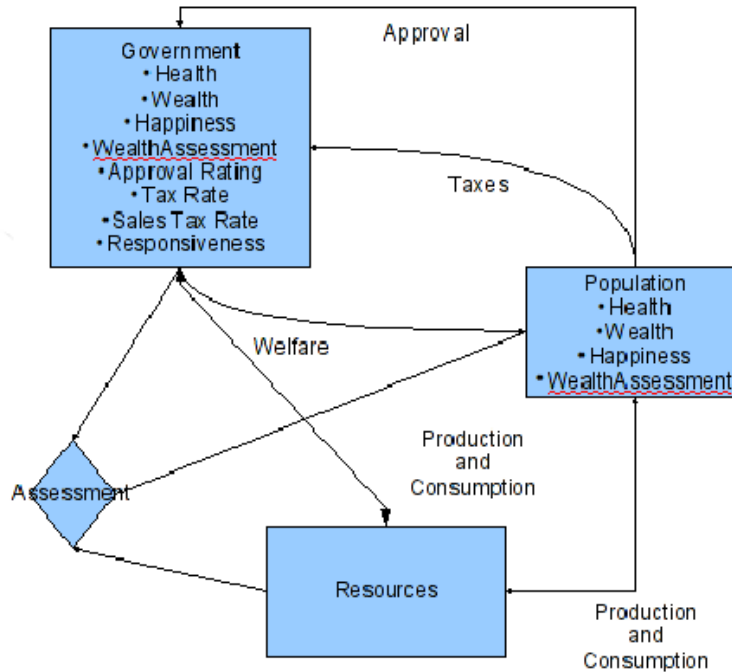 Approval
Government
• Health
• Wealth
• Happiness
• WealthAssessment
• Approval Rating
• Tax Rate
• Sales Tax Rate
• Responsiveness
Taxes
Population
• Health
• Wealth
• Happiness
• WealthAssessment
Welfare
Production
and
Consumption
Assessment
Resources
Production
and
Consumption